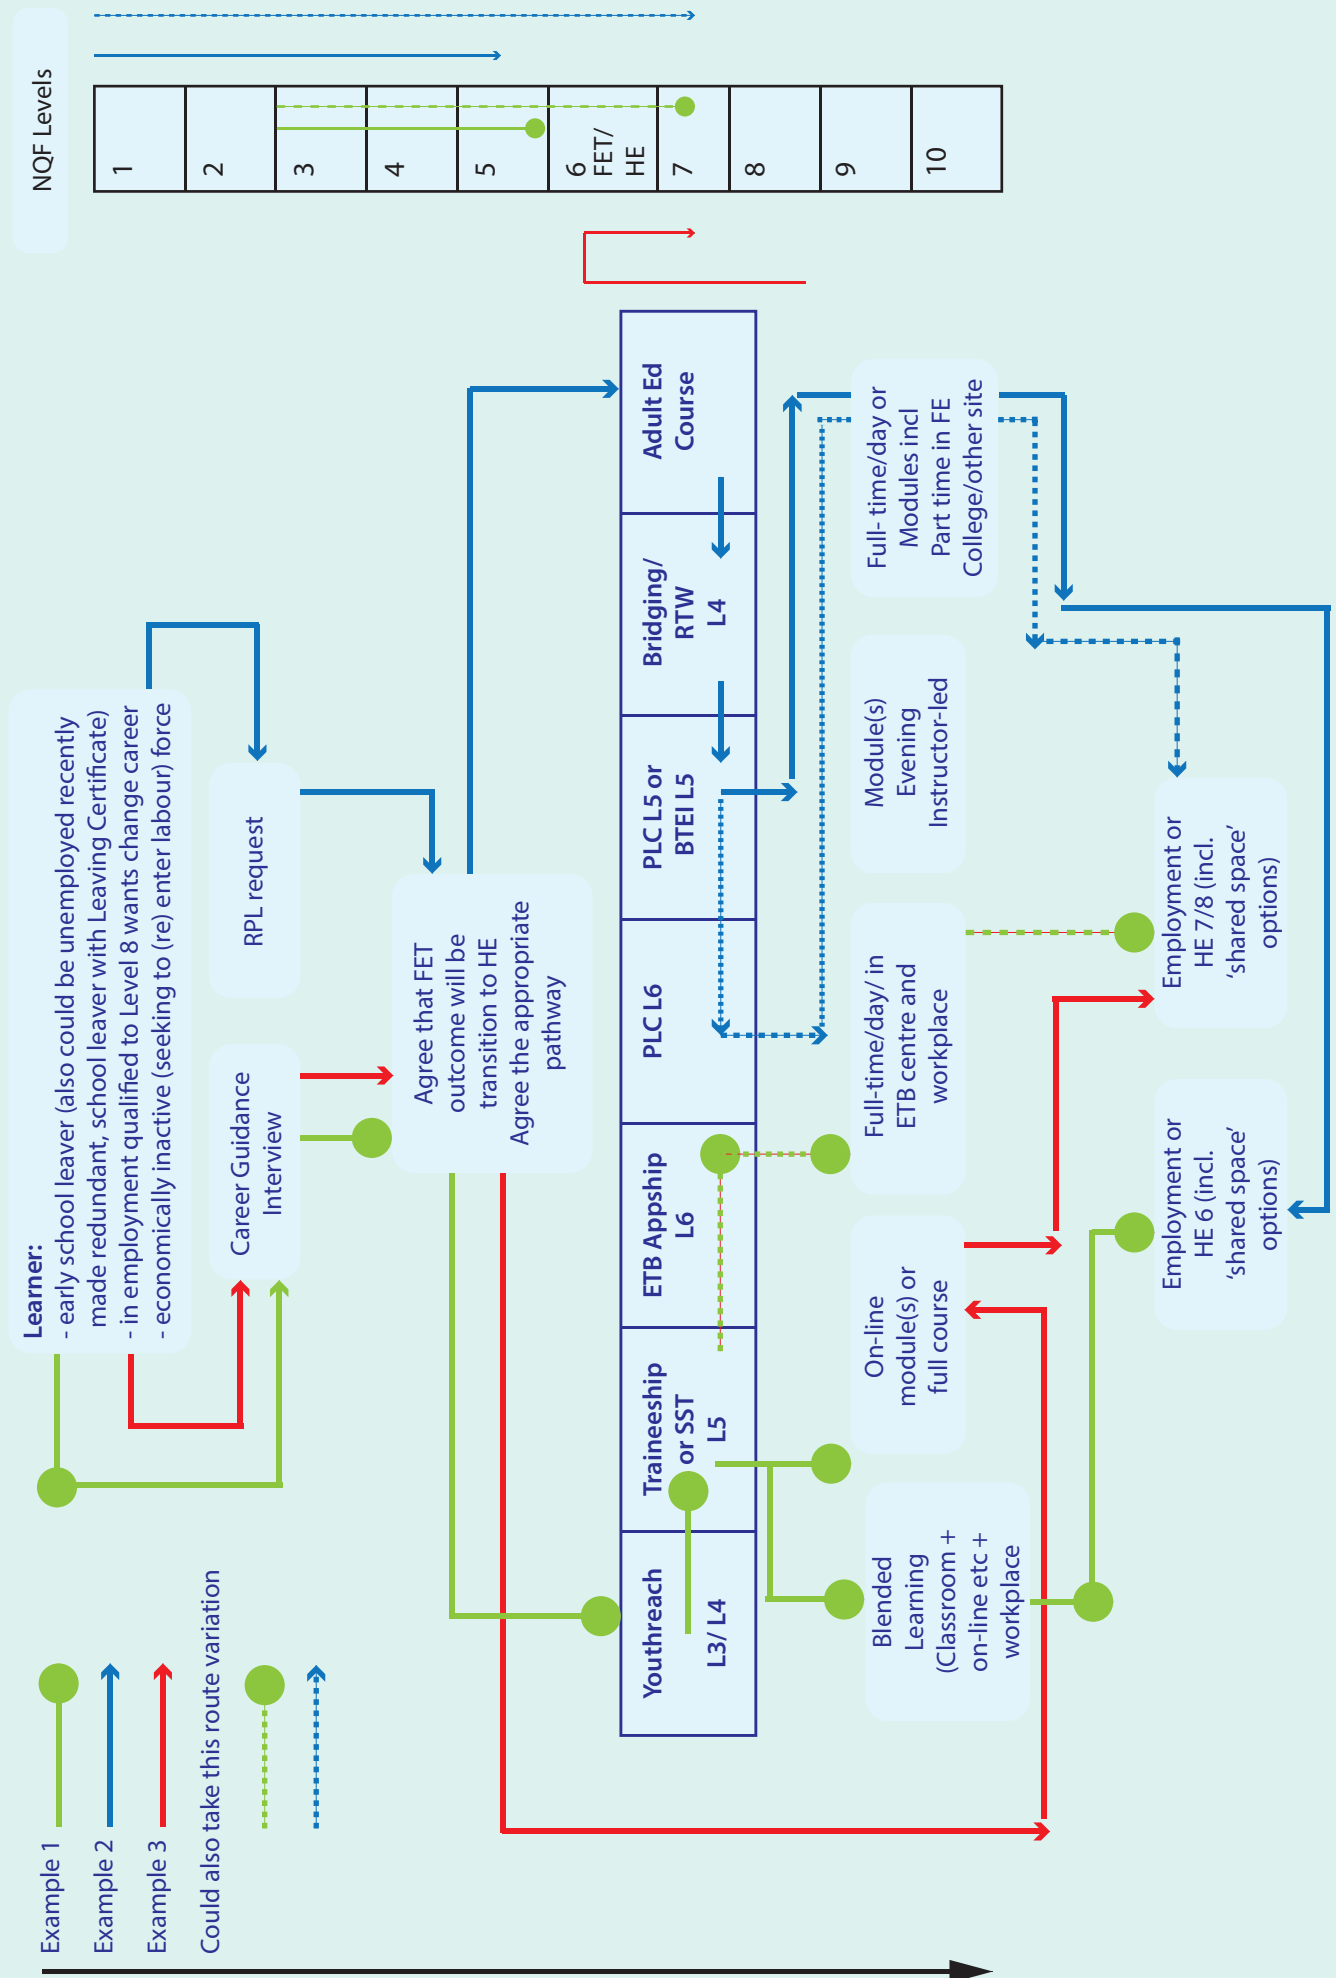 Example 1
Example 2
Example 3
Could also take this route variation
Learner:
- early school leaver (also could be unemployed recently
made redundant, school leaver with Leaving Certificate)
- in employment qualified to Level 8 wants change career
- economically inactive (seeking to (re) enter labour) force
NQF Levels
Career Guidance
Interview
RPL request
Agree that FET
outcome will be
transition to HE
Agree the appropriate
pathway
1
2
3
4
5
6
FET/
HE
7
8
9
10
Youthreach
L3/ L4
Traineeship
or SST
L5
ETB Appship
L6
PLC L6
PLC L5 or
BTEI L5
Bridging/
RTW
L4
Adult Ed
Course
Blended
Learning
(Classroom +
on-line etc +
workplace
On-line
module(s) or
full course
Full-time/day/ in
ETB centre and
workplace
Module(s)
Evening
Instructor-led
Full- time/day or
Modules incl
Part time in FE
College/other site
Employment or
HE 6 (incl.
‘shared space’
options)
Employment or
HE 7/8 (incl.
‘shared space’
options)